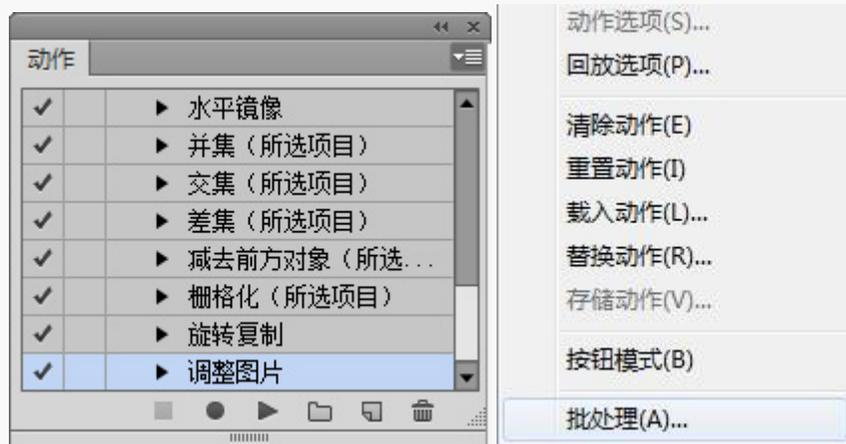 动作
水平镜像
并集（所选项目）
交集（所选项目）
差集（所选项目）
减去前方对象（所选...
栅格化（所选项目）
旋转复制
调整图片
动作选项(S)...
回放选项(P)...
清除动作(E)
重置动作(I)
载入动作(L)...
替换动作(R)...
存储动作(V)...
按钮模式(B)
批处理(A)...